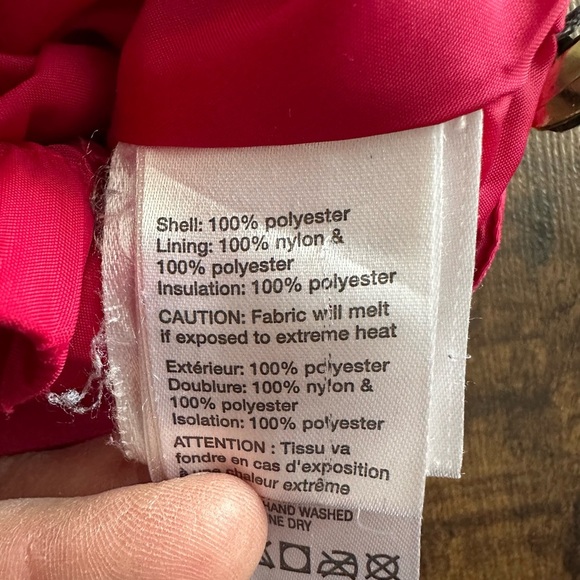 Shell: 100% polyester
Lining: 100% nylon &
100% polyester
Insulation: 100% polyester
CAUTION: Fabric will melt
if exposed to extreme heat
Extérieur: 100% polyester
Doublure: 100% nylon &
100% polyester
Isolation: 100% polyester
ATTENTION : Tissu va
fondre en cas d'exposition
à une chaleur extrême
HAND WASHED
DRY